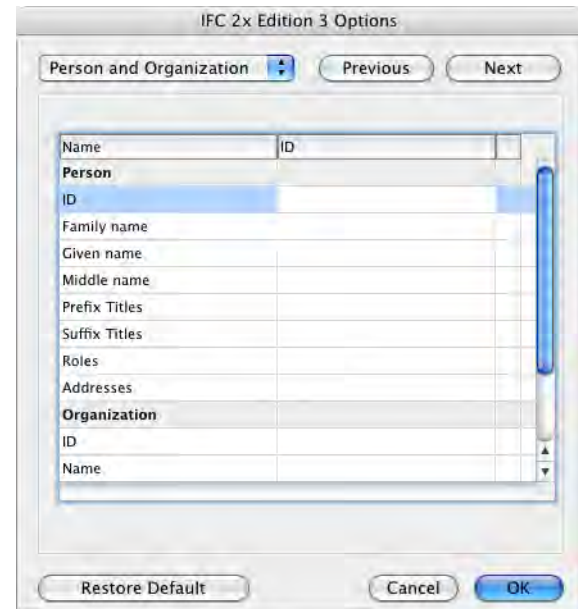 IFC 2x Edition 3 Options
Person and Organization Previous Next
Name ID
Person
ID
Family name
Given name
Middle name
Prefix Titles
Suffix Titles
Roles
Addresses
Organization
ID
Name
Restore Default Cancel OK